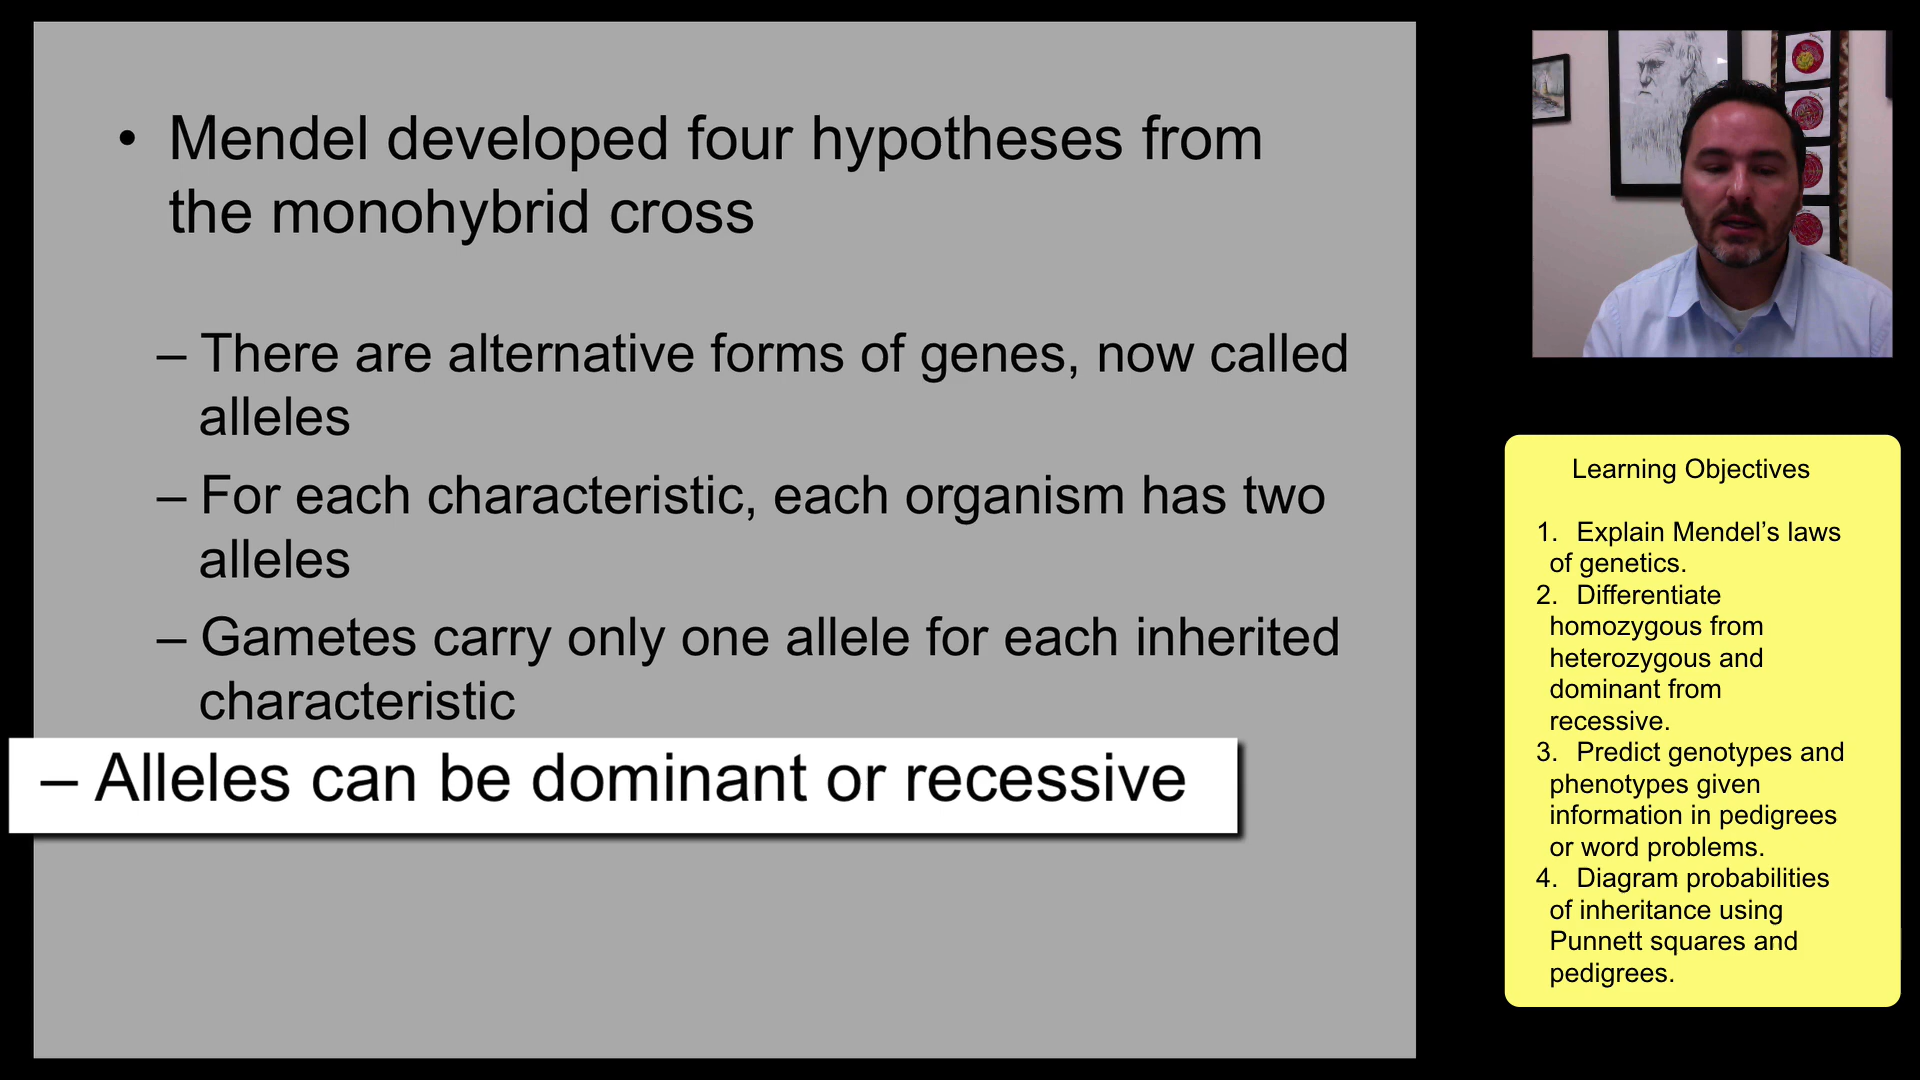 • Mendel developed four hypotheses from
the monohybrid cross
– There are alternative forms of genes, now called
alleles
– For each characteristic, each organism has two
alleles
– Gametes carry only one allele for each inherited
characteristic
– Alleles can be dominant or recessive
Learning Objectives
1. Explain Mendel’s laws
of genetics.
2. Differentiate
homozygous from
heterozygous and
dominant from
recessive.
3. Predict genotypes and
phenotypes given
information in pedigrees
or word problems.
4. Diagram probabilities
of inheritance using
Punnett squares and
pedigrees.